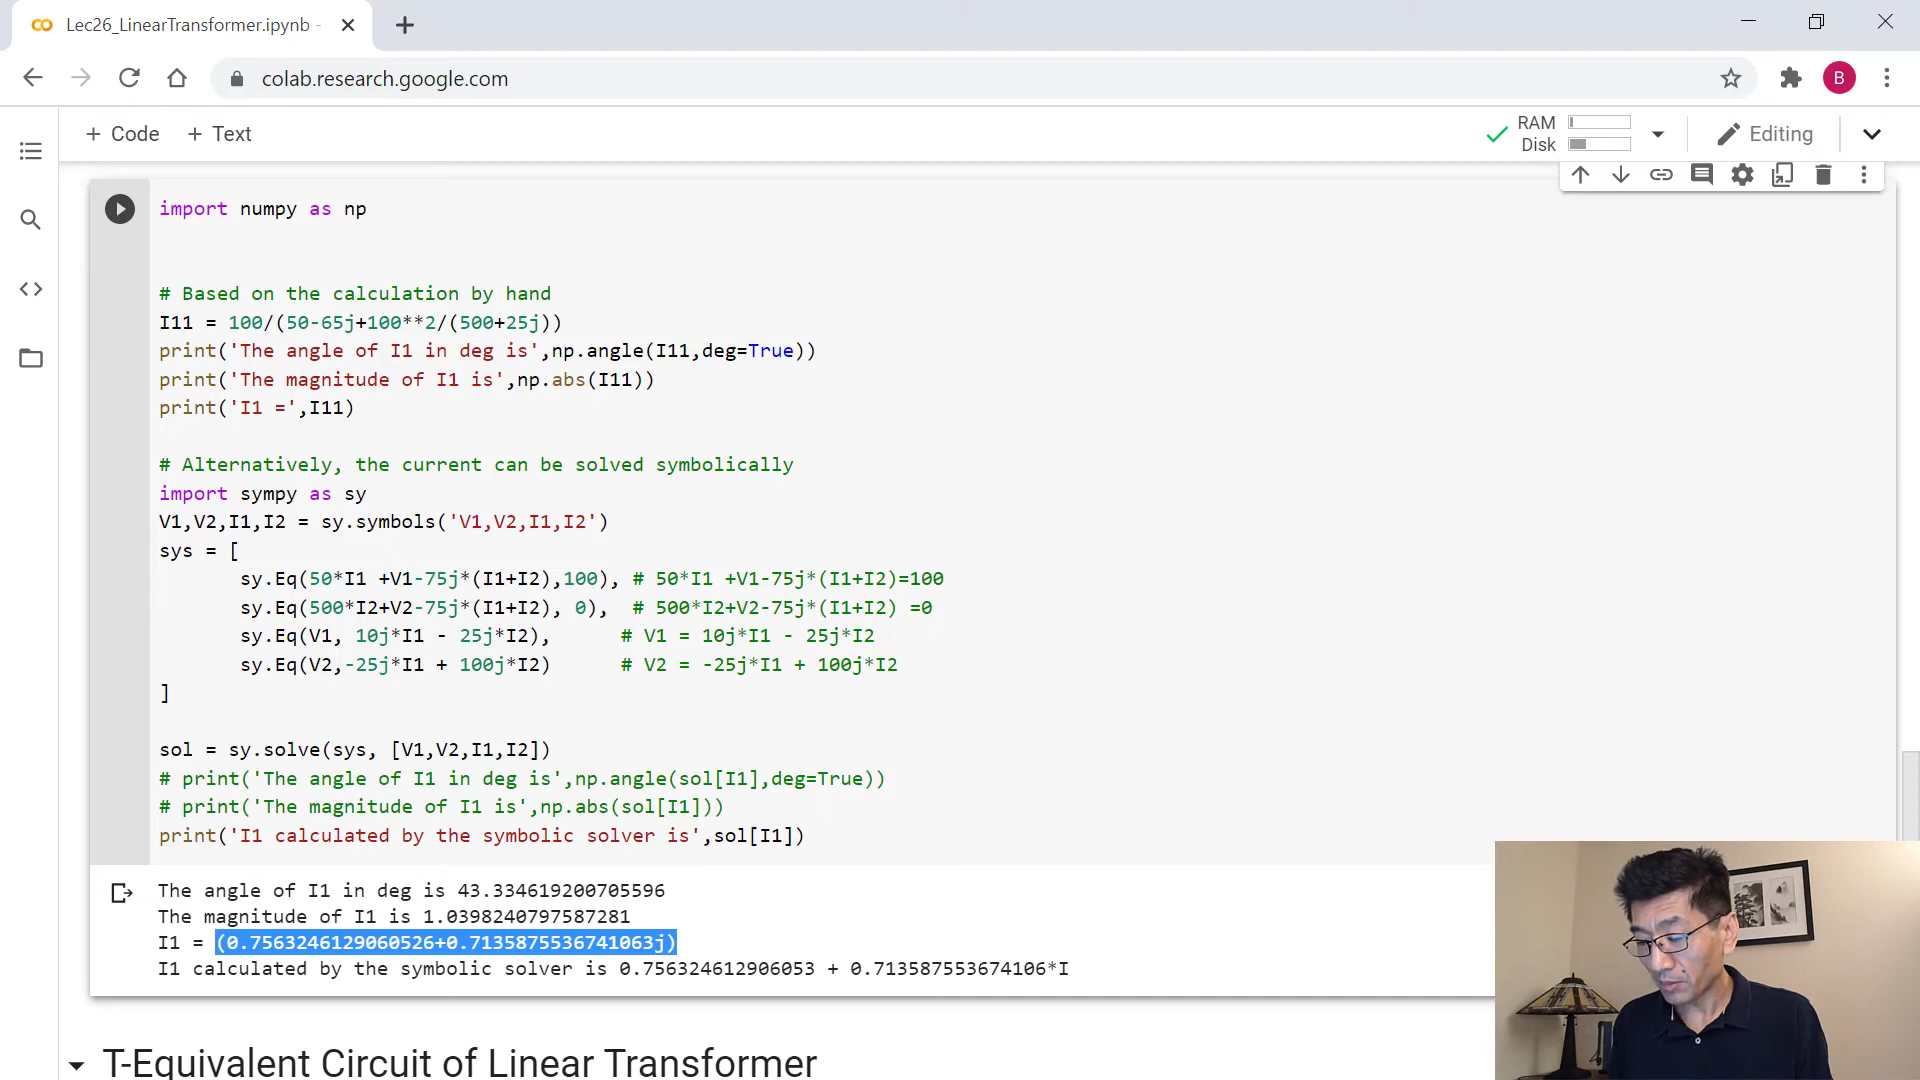 Lec26_LinearTransformer.ipynb -
colab.research.google.com
B
+ Code + Text
RAM
Disk
Editing
import numpy as np
# Based on the calculation by hand
I11 = 100/(50-65j+100**2/(500+25j))
print('The angle of I1 in deg is',np.angle(I11,deg=True))
print('The magnitude of I1 is',np.abs(I11))
print('I1 =',I11)
# Alternatively, the current can be solved symbolically
import sympy as sy
V1,V2,I1,I2 = sy.symbols('V1,V2,I1,I2')
sys = [
sy.Eq(50*I1 +V1-75j*(I1+I2),100), # 50*I1 +V1-75j*(I1+I2)=100
sy.Eq(500*I2+V2-75j*(I1+I2), 0), # 500*I2+V2-75j*(I1+I2) =0
sy.Eq(V1, 10j*I1 - 25j*I2), # V1 = 10j*I1 - 25j*I2
sy.Eq(V2,-25j*I1 + 100j*I2) # V2 = -25j*I1 + 100j*I2
]
sol = sy.solve(sys, [V1,V2,I1,I2])
# print('The angle of I1 in deg is',np.angle(sol[I1],deg=True))
# print('The magnitude of I1 is',np.abs(sol[I1]))
print('I1 calculated by the symbolic solver is',sol[I1])
The angle of I1 in deg is 43.334619200705596
The magnitude of I1 is 1.0398240797587281
I1 = (0.7563246129060526+0.7135875536741063j)
I1 calculated by the symbolic solver is 0.756324612906053 + 0.713587553674106*I
T-Equivalent Circuit of Linear Transformer